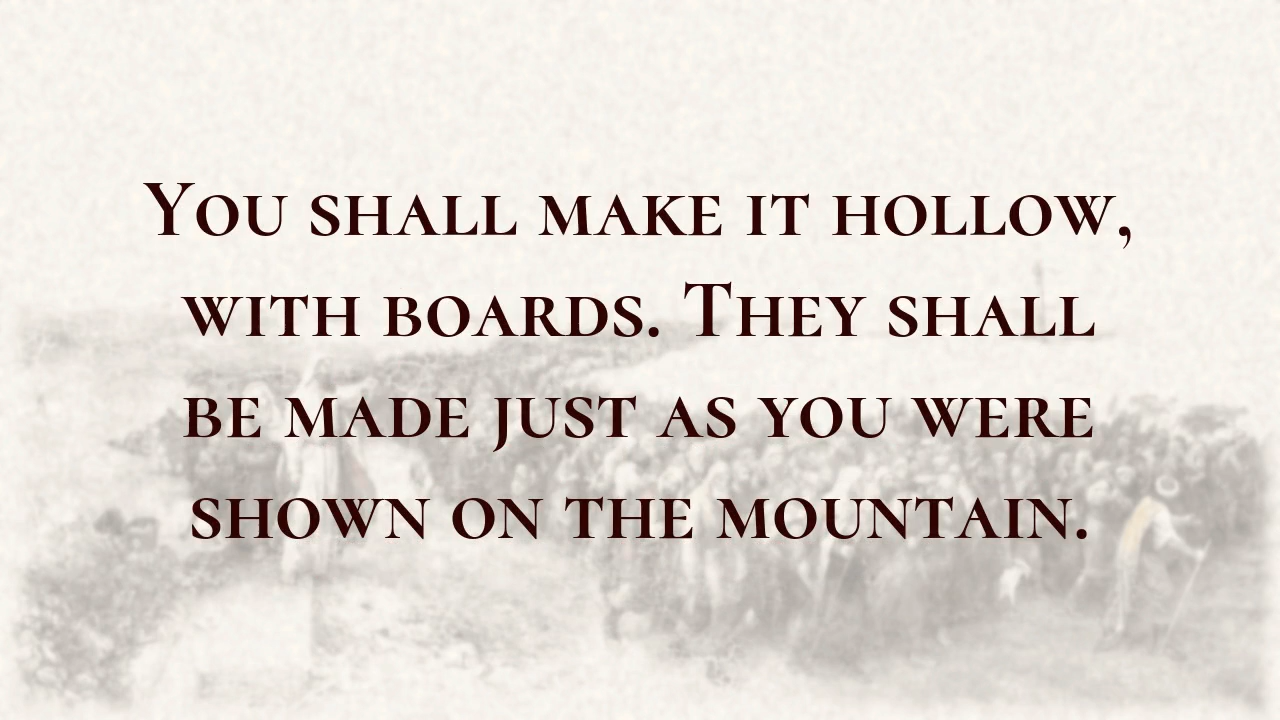 You shall make it hollow,
with boards. They shall
be made just as you were
shown on the mountain.